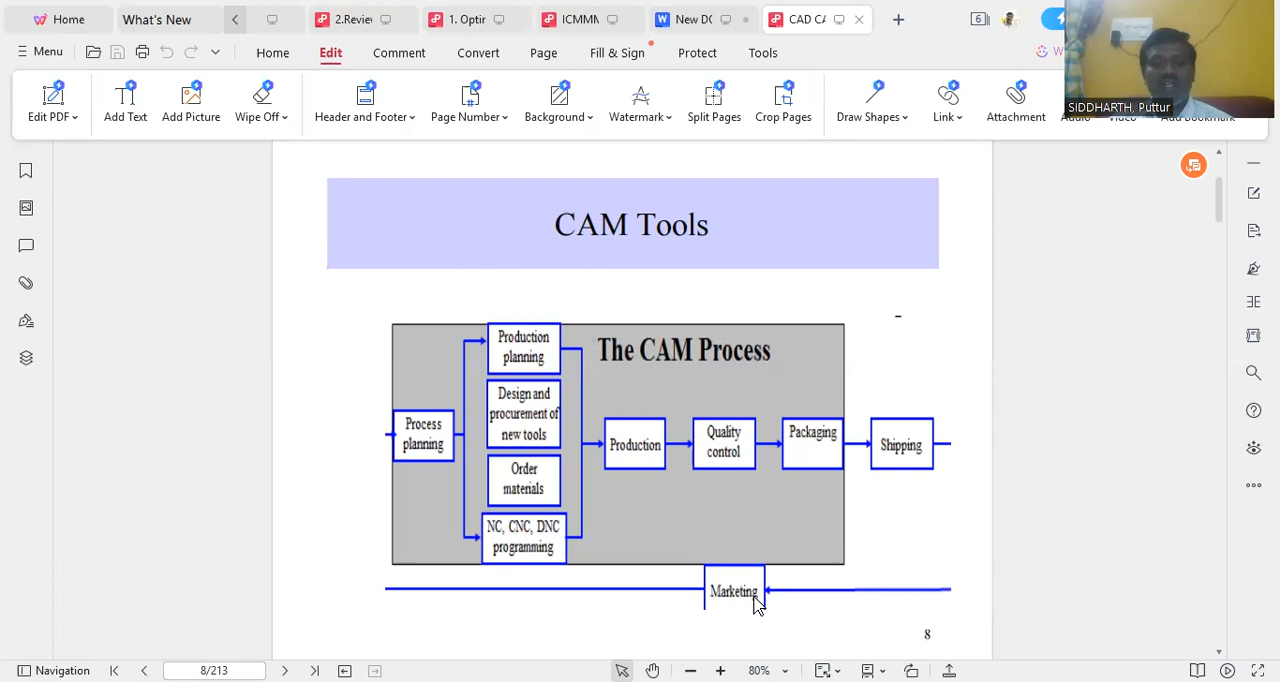 Home
What's New
2.Revie
1. Optir
ICMMM
New DO
CAD CA
6
Menu
Home
Edit
Comment
Convert
Page
Fill & Sign
Protect
Tools
SIDDHARTH, Puttur
Edit PDF
Add Text
Add Picture
Wipe Off
Header and Footer
Page Number
Background
Watermark
Split Pages
Crop Pages
Draw Shapes
Link
Attachment
CAM Tools
The CAM Process
Process
planning
Production
planning
Design and
procurement of
new tools
Order
materials
NC, CNC, DNC
programming
Production
Quality
control
Packaging
Shipping
Marketing
8
Navigation
8/213
80%